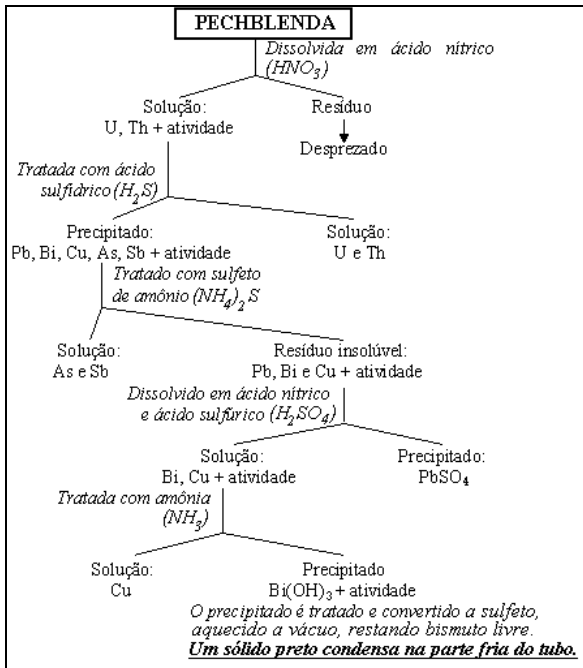 PECHBLENDA
Dissolvida em ácido nítrico
(HNO₃)
Solução:
U, Th + atividade
Resíduo
Desprezado
Tratada com ácido
sulfídrico (H₂S)
Precipitado:
Pb, Bi, Cu, As, Sb + atividade
Solução:
U e Th
Tratado com sulfeto
de amônio (NH₄)₂S
Solução:
As e Sb
Resíduo insolúvel:
Pb, Bi e Cu + atividade
Dissolvido em ácido nítrico
e ácido sulfúrico (H₂SO₄)
Solução:
Bi, Cu + atividade
Precipitado:
PbSO₄
Tratada com amônia
(NH₃)
Solução:
Cu
Precipitado
Bi(OH)₃ + atividade
O precipitado é tratado e convertido a sulfeto,
aquecido a vácuo, restando bismuto livre.
Um sólido preto condensa na parte fria do tubo.